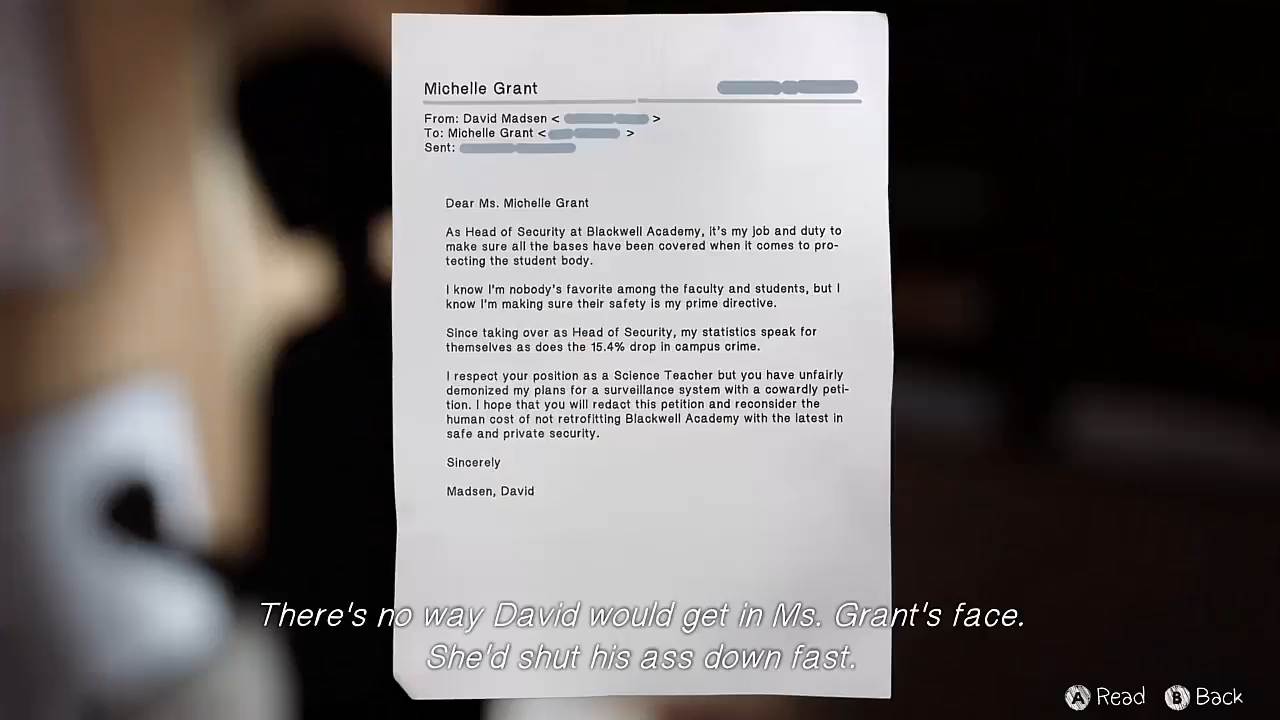 Michelle Grant
From: David Madsen < >
To: Michelle Grant < >
Sent:
Dear Ms. Michelle Grant
As Head of Security at Blackwell Academy, it's my job and duty to
make sure all the bases have been covered when it comes to pro-
tecting the student body.
I know I'm nobody's favorite among the faculty and students, but I
know I'm making sure their safety is my prime directive.
Since taking over as Head of Security, my statistics speak for
themselves as does the 15.4% drop in campus crime.
I respect your position as a Science Teacher but you have unfairly
demonized my plans for a surveillance system with a cowardly peti-
tion. I hope that you will redact this petition and reconsider the
human cost of not retrofitting Blackwell Academy with the latest in
safe and private security.
Sincerely
Madsen, David
There's no way David would get in Ms. Grant's face.
She'd shut his ass down fast.
A Read B Back